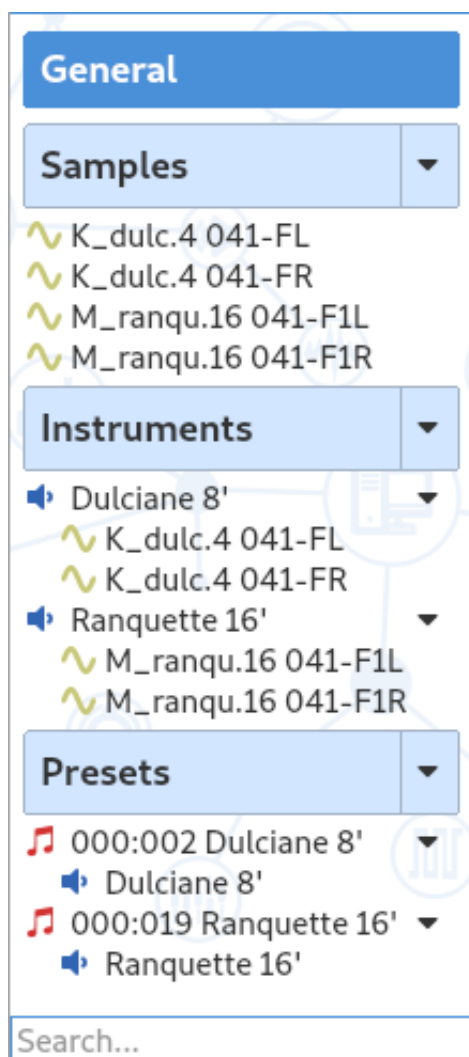 General
Samples
K_dulc.4 041-FL
K_dulc.4 041-FR
M_ranqu.16 041-F1L
M_ranqu.16 041-F1R
Instruments
Dulciane 8'
K_dulc.4 041-FL
K_dulc.4 041-FR
Ranquette 16'
M_ranqu.16 041-F1L
M_ranqu.16 041-F1R
Presets
000:002 Dulciane 8'
Dulciane 8'
000:019 Ranquette 16'
Ranquette 16'
Search...